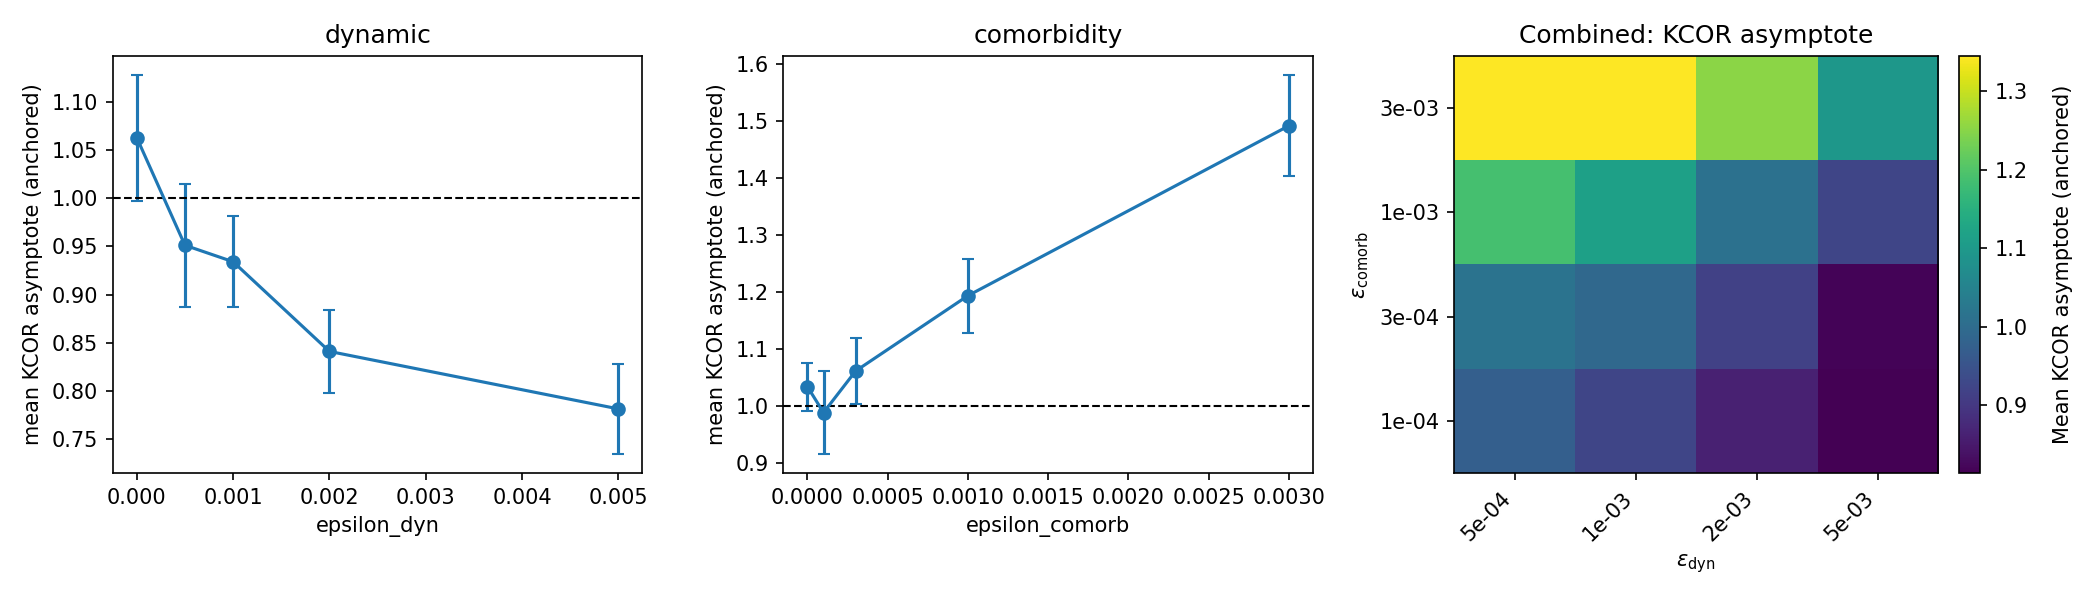 dynamic
mean KCOR asymptote (anchored)
1.10
1.05
1.00
0.95
0.90
0.85
0.80
0.75
0.000 0.001 0.002 0.003 0.004 0.005
epsilon_dyn
comorbidity
mean KCOR asymptote (anchored)
1.6
1.5
1.4
1.3
1.2
1.1
1.0
0.9
0.0000 0.0005 0.0010 0.0015 0.0020 0.0025 0.0030
epsilon_comorb
Combined: KCOR asymptote
εcomorb
3e-03
1e-03
3e-04
1e-04
5e-04 1e-03 2e-03 5e-03
εdyn
1.3
1.2
1.1
1.0
0.9
Mean KCOR asymptote (anchored)